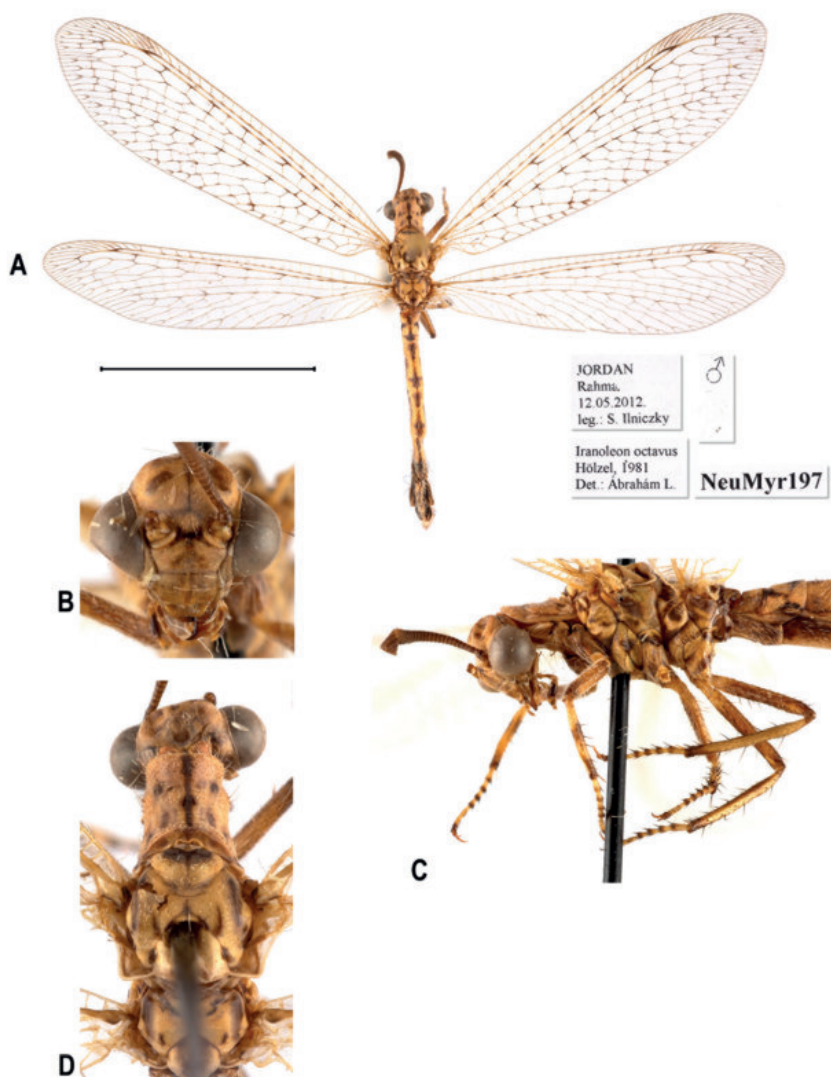 A
JORDAN
Rahma,
12.05.2012.
leg.: S. Ilniczky
♂
Iranoleon octavus
Hölzel, 1981
Det.: Ábrahám L.
NeuMyr197
B
C
D